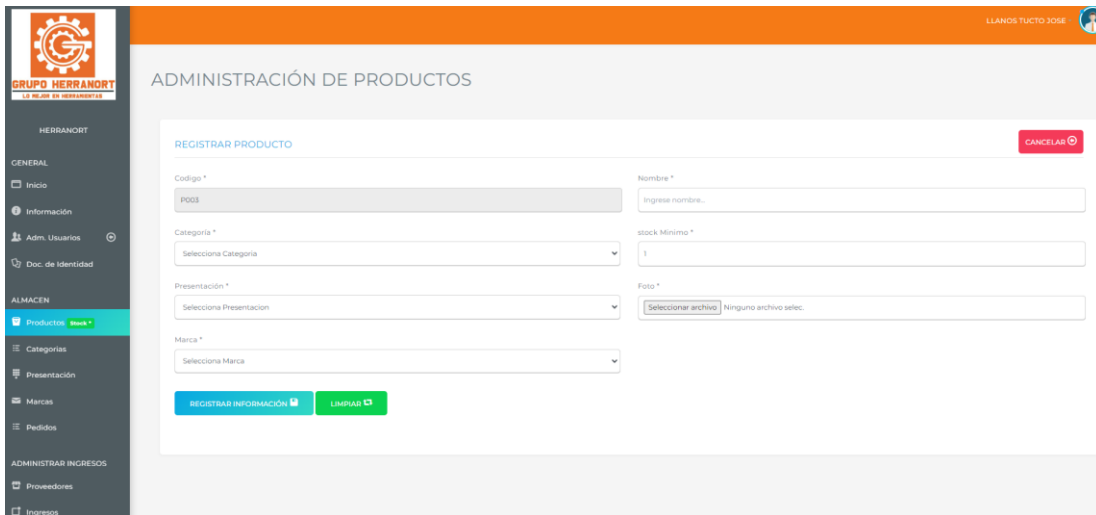 LLANOS TUCTO JOSE
GRUPO HERRANORT
LO MEJOR EN HERRAMIENTAS
HERRANORT
GENERAL
Inicio
Información
Adm. Usuarios
Doc. de Identidad
ALMACEN
Productos Stock *
Categorias
Presentación
Marcas
Pedidos
ADMINISTRAR INGRESOS
Proveedores
Ingresos
ADMINISTRACIÓN DE PRODUCTOS
REGISTRAR PRODUCTO
CANCELAR
Codigo *
P003
Nombre *
Ingrese nombre...
Categoria *
Selecciona Categoria
stock Minimo *
1
Presentación *
Selecciona Presentacion
Foto *
Seleccionar archivo Ninguno archivo selec.
Marca *
Selecciona Marca
REGISTRAR INFORMACIÓN
LIMPIAR